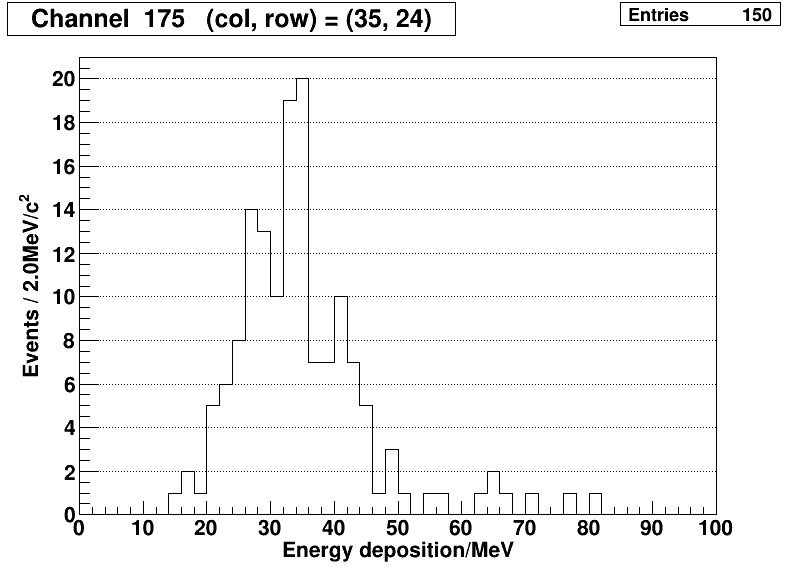 Channel 175 (col, row) = (35, 24)
Entries 150
20
18
16
14
12
10
8
6
4
2
0
Events / 2.0MeV/c²
0 10 20 30 40 50 60 70 80 90 100
Energy deposition/MeV